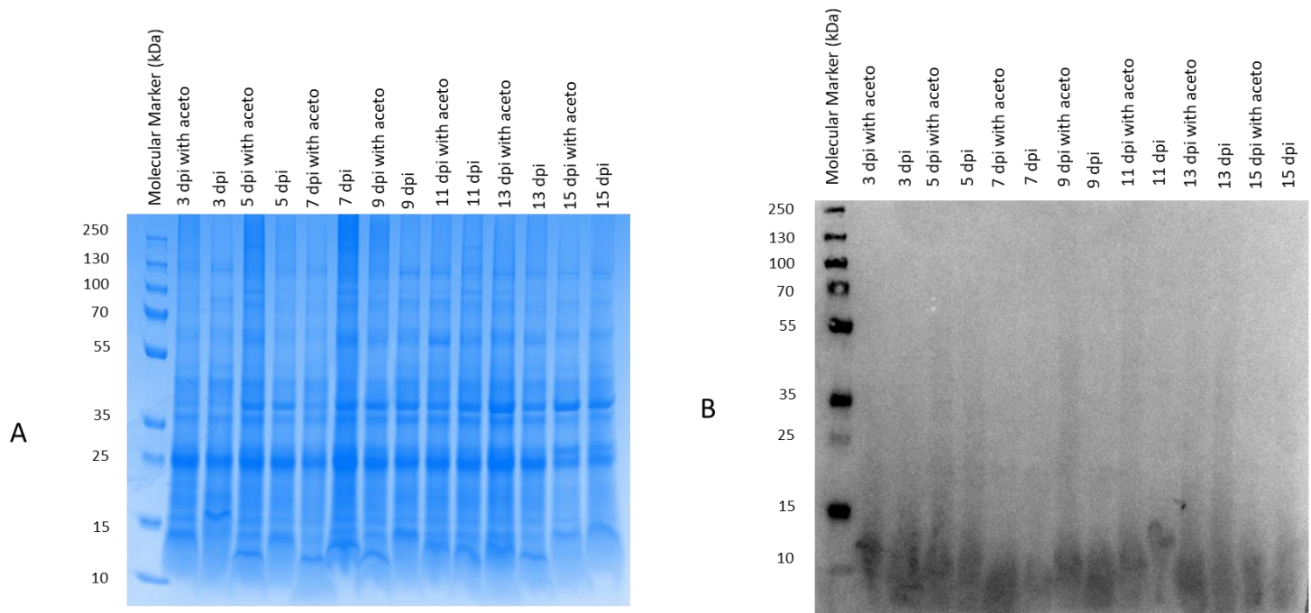 Molecular Marker (kDa)
3 dpi with aceto
3 dpi
5 dpi with aceto
5 dpi
7 dpi with aceto
7 dpi
9 dpi with aceto
9 dpi
11 dpi with aceto
11 dpi
13 dpi with aceto
13 dpi
15 dpi with aceto
15 dpi
250
130
100
70
55
35
25
15
10
A
Molecular Marker (kDa)
3 dpi with aceto
3 dpi
5 dpi with aceto
5 dpi
7 dpi with aceto
7 dpi
9 dpi with aceto
9 dpi
11 dpi with aceto
11 dpi
13 dpi with aceto
13 dpi
15 dpi with aceto
15 dpi
250
130
100
70
55
35
25
15
10
B